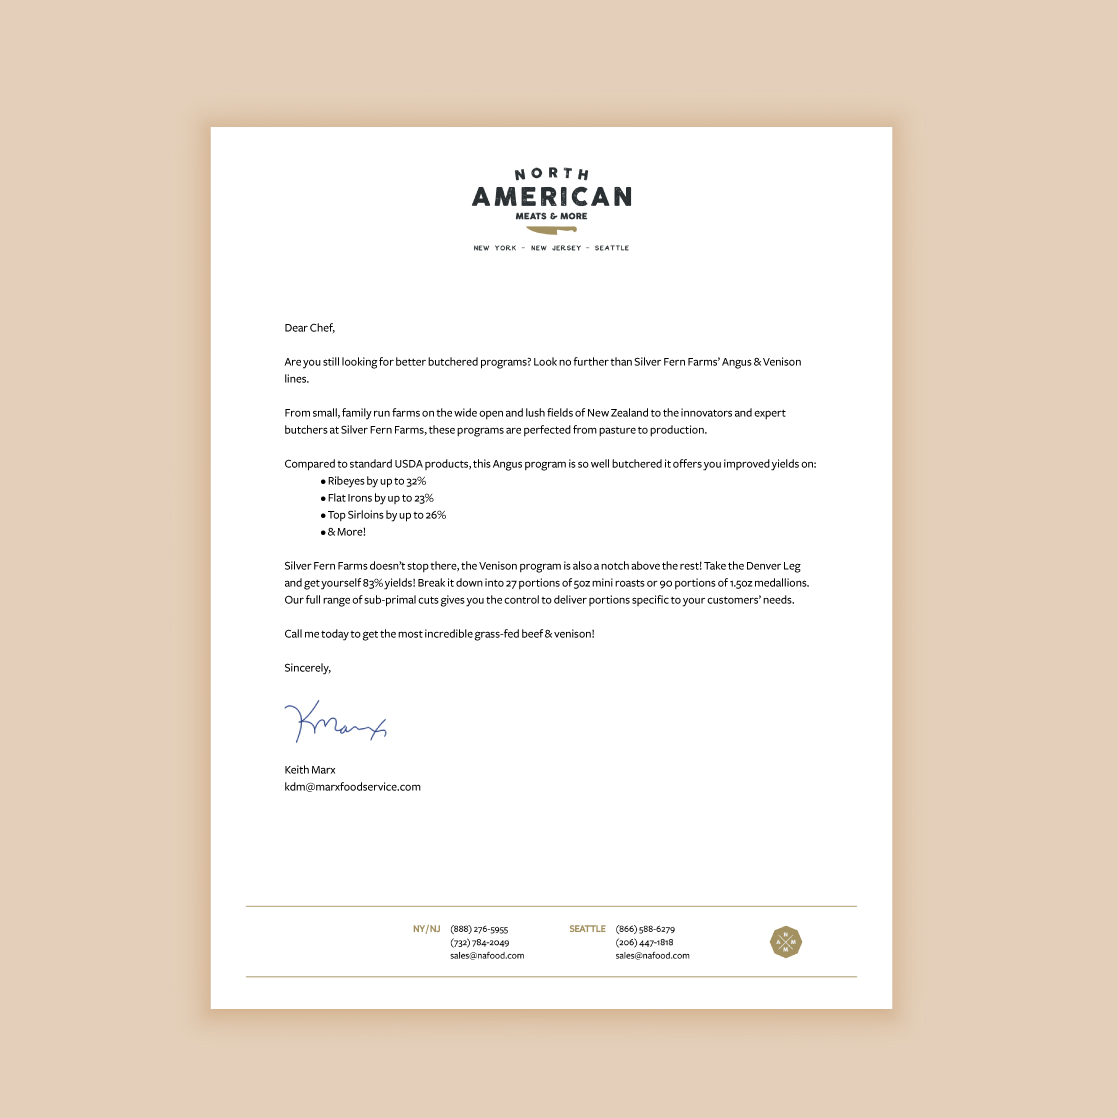 NORTH
AMERICAN
MEATS & MORE
NEW YORK - NEW JERSEY - SEATTLE
Dear Chef,
Are you still looking for better butchered programs? Look no further than Silver Fern Farms’ Angus & Venison
lines.
From small, family run farms on the wide open and lush fields of New Zealand to the innovators and expert
butchers at Silver Fern Farms, these programs are perfected from pasture to production.
Compared to standard USDA products, this Angus program is so well butchered it offers you improved yields on:
• Ribeyes by up to 32%
• Flat Irons by up to 23%
• Top Sirloins by up to 26%
• & More!
Silver Fern Farms doesn’t stop there, the Venison program is also a notch above the rest! Take the Denver Leg
and get yourself 83% yields! Break it down into 27 portions of 5oz mini roasts or 90 portions of 1.5oz medallions.
Our full range of sub-primal cuts gives you the control to deliver portions specific to your customers’ needs.
Call me today to get the most incredible grass-fed beef & venison!
Sincerely,
KMarx
Keith Marx
kdm@marxfoodservice.com
NY/NJ (888) 276-5955
(732) 784-2049
sales@nafood.com
SEATTLE (866) 588-6279
(206) 447-1818
sales@nafood.com
N
A M
M